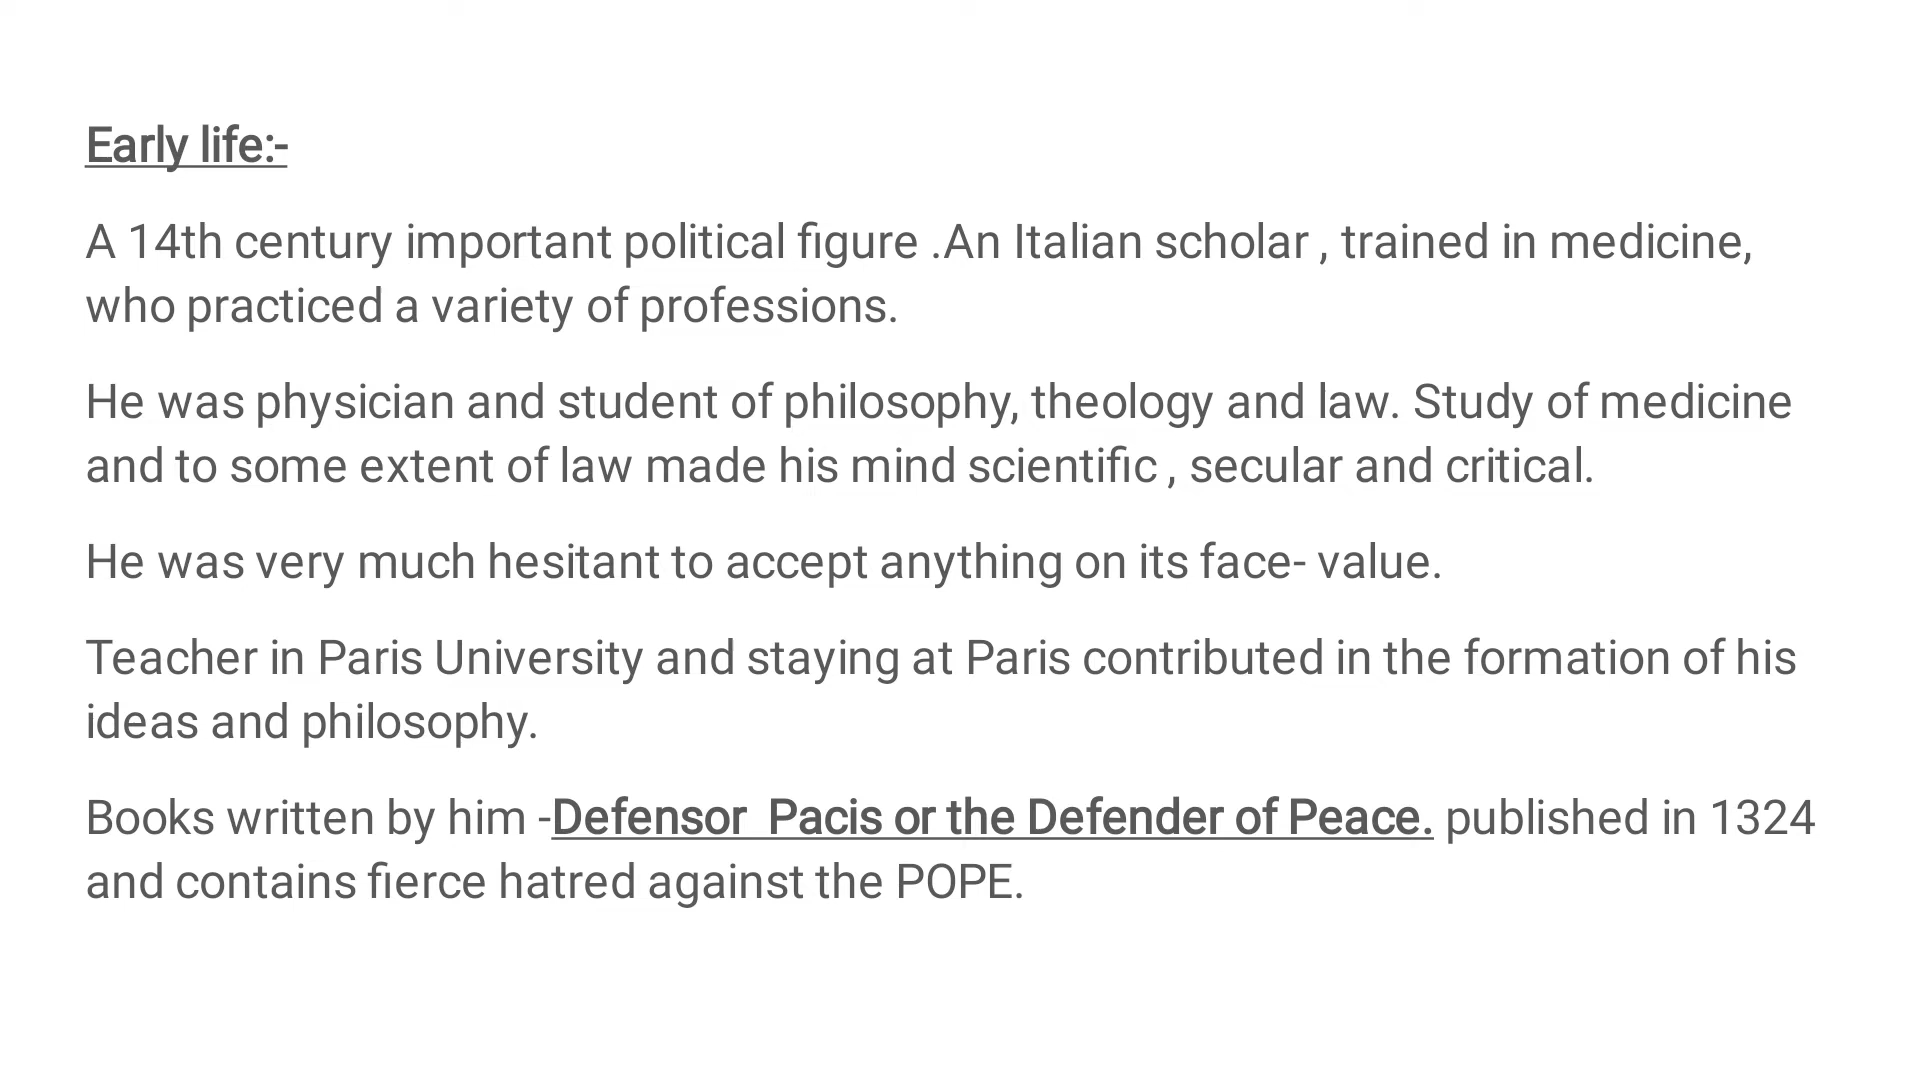 Early life:-
A 14th century important political figure .An Italian scholar , trained in medicine,
who practiced a variety of professions.
He was physician and student of philosophy, theology and law. Study of medicine
and to some extent of law made his mind scientific , secular and critical.
He was very much hesitant to accept anything on its face- value.
Teacher in Paris University and staying at Paris contributed in the formation of his
ideas and philosophy.
Books written by him -Defensor  Pacis or the Defender of Peace. published in 1324
and contains fierce hatred against the POPE.